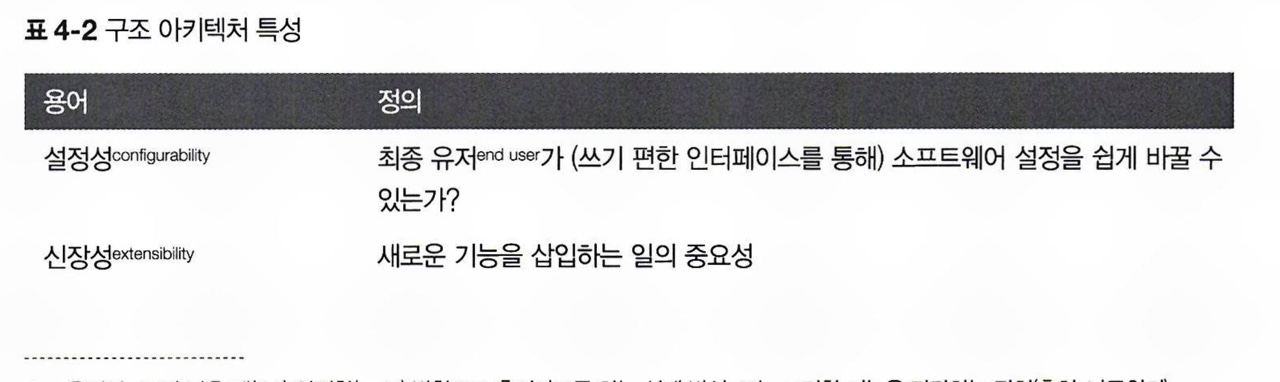 표 4-2 구조 아키텍처 특성
용어 정의
설정성configurability 최종 유저end user가 (쓰기 편한 인터페이스를 통해) 소프트웨어 설정을 쉽게 바꿀 수
있는가?
신장성extensibility 새로운 기능을 삽입하는 일의 중요성